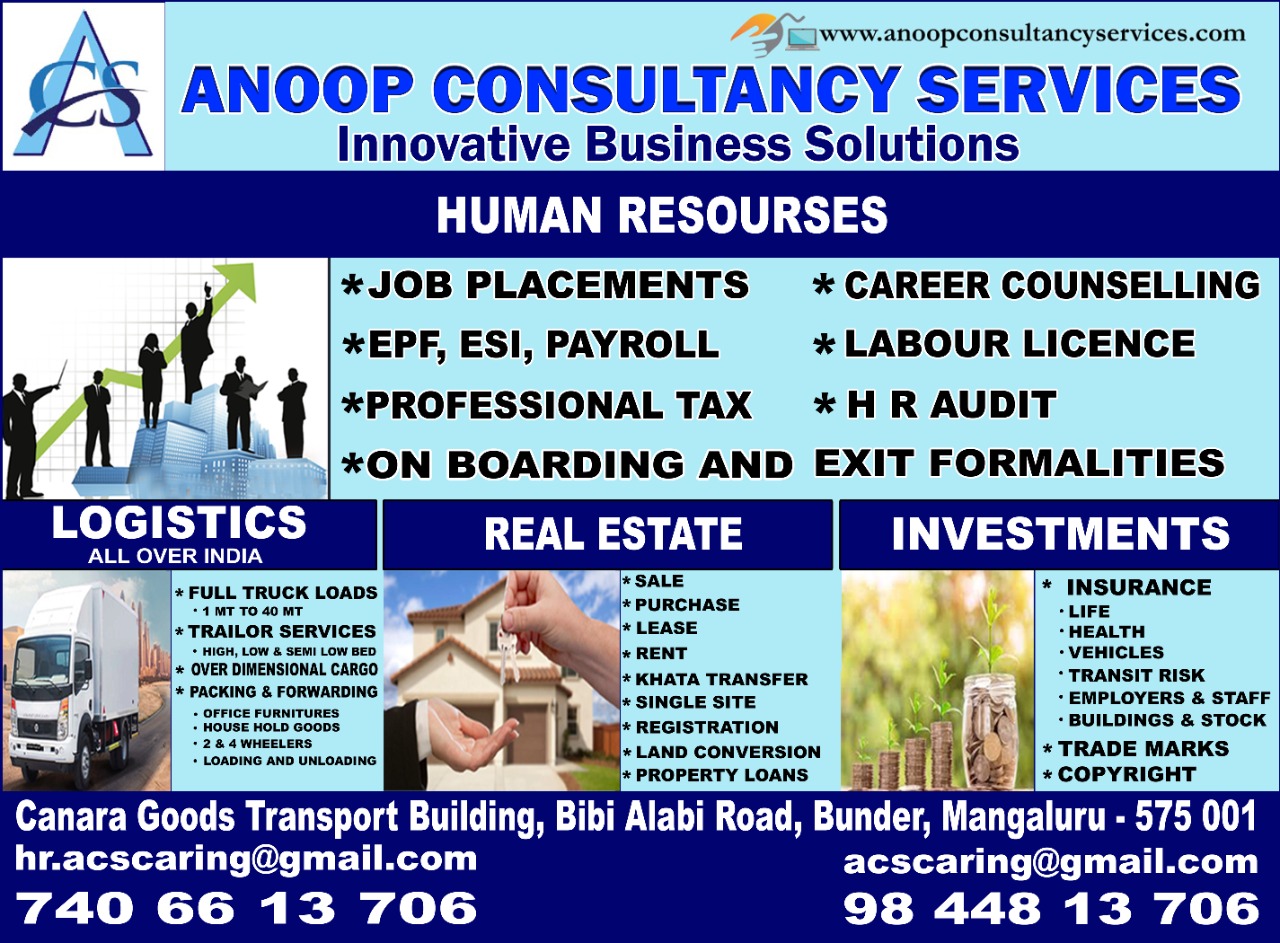 ACS
www.anoopconsultancyservices.com
ANOOP CONSULTANCY SERVICES
Innovative Business Solutions
HUMAN RESOURSES
*JOB PLACEMENTS
* CAREER COUNSELLING
*EPF, ESI, PAYROLL
* LABOUR LICENCE
*PROFESSIONAL TAX
* H R AUDIT
*ON BOARDING AND EXIT FORMALITIES
LOGISTICS
ALL OVER INDIA
* FULL TRUCK LOADS
· 1 MT TO 40 MT
* TRAILOR SERVICES
· HIGH, LOW & SEMI LOW BED
* OVER DIMENSIONAL CARGO
* PACKING & FORWARDING
· OFFICE FURNITURES
· HOUSE HOLD GOODS
· 2 & 4 WHEELERS
· LOADING AND UNLOADING
REAL ESTATE
* SALE
* PURCHASE
* LEASE
* RENT
* KHATA TRANSFER
* SINGLE SITE
* REGISTRATION
* LAND CONVERSION
* PROPERTY LOANS
INVESTMENTS
* INSURANCE
· LIFE
· HEALTH
· VEHICLES
· TRANSIT RISK
· EMPLOYERS & STAFF
· BUILDINGS & STOCK
* TRADE MARKS
* COPYRIGHT
Canara Goods Transport Building, Bibi Alabi Road, Bunder, Mangaluru - 575 001
hr.acscaring@gmail.com
acscaring@gmail.com
740 66 13 706
98 448 13 706